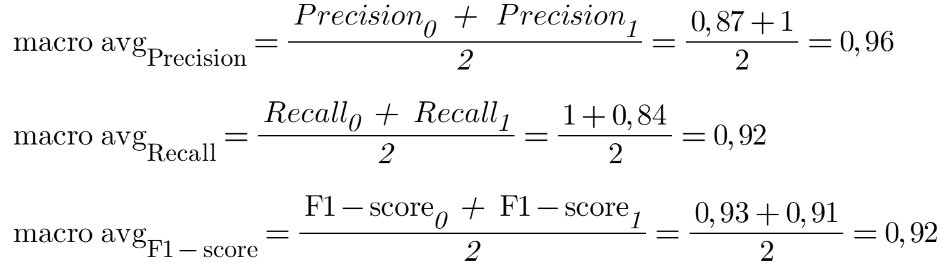 macro avg_Precision = (Precision_0 + Precision_1) / 2 = (0,87 + 1) / 2 = 0,96
macro avg_Recall = (Recall_0 + Recall_1) / 2 = (1 + 0,84) / 2 = 0,92
macro avg_F1 − score = (F1 − score_0 + F1 − score_1) / 2 = (0,93 + 0,91) / 2 = 0,92